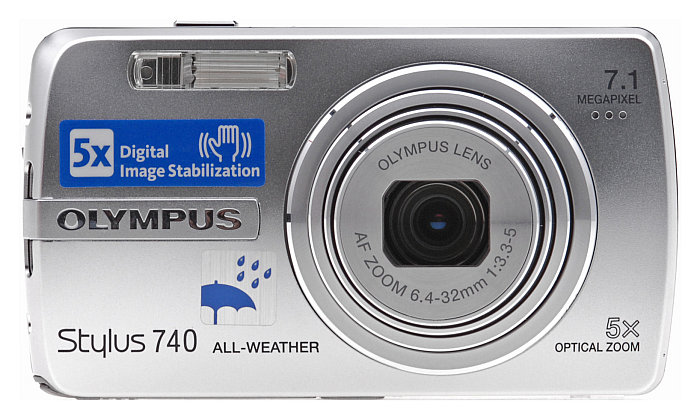 7.1
MEGAPIXEL
5x Digital
Image Stabilization
OLYMPUS LENS
AF ZOOM 6.4-32mm 1:3.3-5
OLYMPUS
Stylus 740 ALL-WEATHER
5X
OPTICAL ZOOM